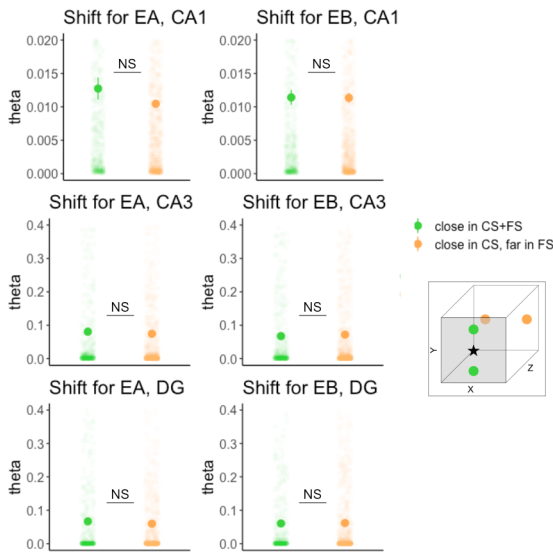 Shift for EA, CA1
Shift for EB, CA1
theta
0.020
0.015
0.010
0.005
0.000
NS
theta
0.020
0.015
0.010
0.005
0.000
NS
Shift for EA, CA3
Shift for EB, CA3
theta
0.4
0.3
0.2
0.1
0.0
NS
theta
0.4
0.3
0.2
0.1
0.0
NS
close in CS+FS
close in CS, far in FS
Y
X
Z
Shift for EA, DG
Shift for EB, DG
theta
0.4
0.3
0.2
0.1
0.0
NS
theta
0.4
0.3
0.2
0.1
0.0
NS